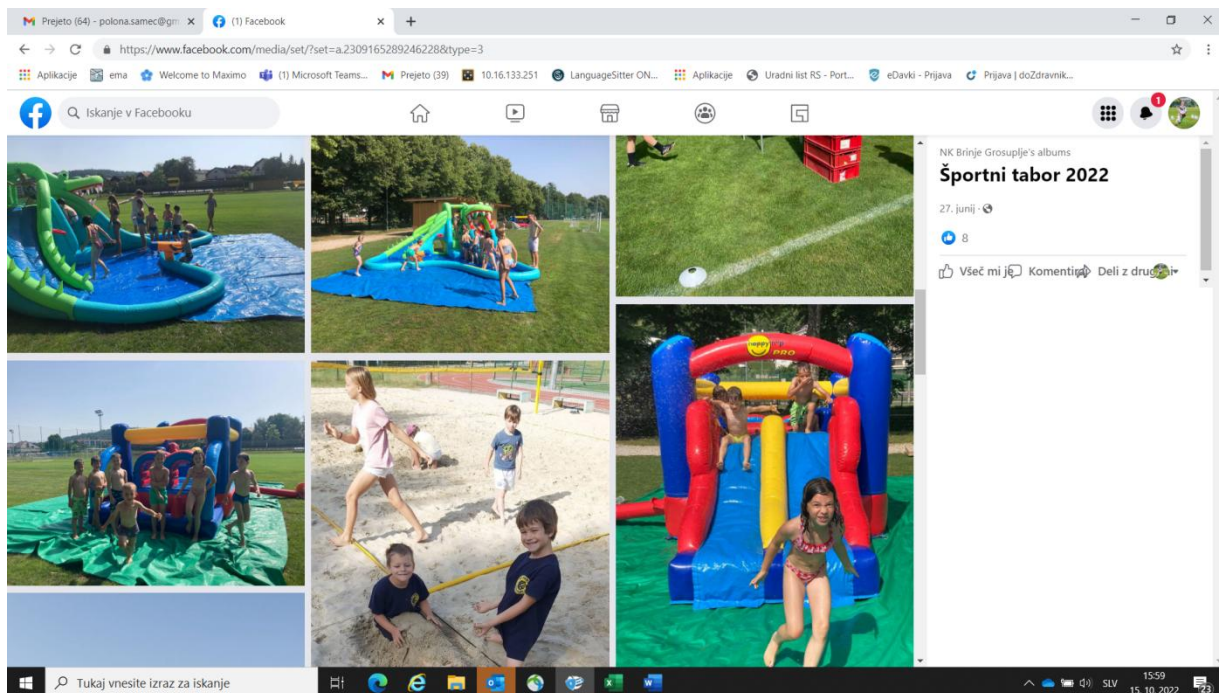 Prejeto (64) - polona.samec@gm
(1) Facebook
https://www.facebook.com/media/set/?set=a.2309165289246228&type=3
Aplikacije
ema
Welcome to Maximo
(1) Microsoft Teams...
Prejeto (39)
10.16.133.251
LanguageSitter ON...
Aplikacije
Uradni list RS - Port...
eDavki - Prijava
Prijava | doZdravnik...
Iskanje v Facebooku
1
NK Brinje Grosuplje's albums
Športni tabor 2022
27. junij ·
8
Všeč mi je
Komentiraj
Deli z drugimi
PRO
Tukaj vnesite izraz za iskanje
SLV
15:59
15. 10. 2022
23